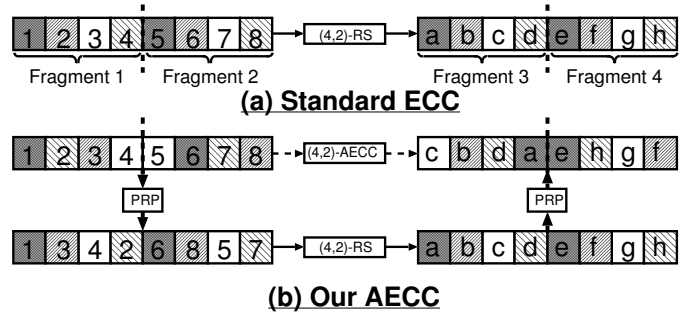 1 2 3 4 5 6 7 8 (4,2)-RS a b c d e f g h
Fragment 1 Fragment 2 Fragment 3 Fragment 4
(a) Standard ECC
1 2 3 4 5 6 7 8 (4,2)-AECC c b d a e h g f
PRP PRP
1 3 4 2 6 8 5 7 (4,2)-RS a b c d e f g h
(b) Our AECC